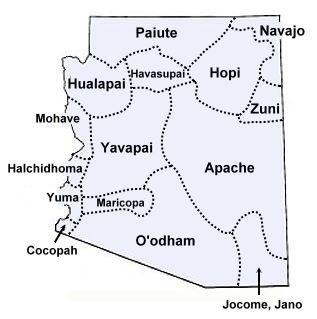 Paiute
Navajo
Havasupai
Hopi
Hualapai
Zuni
Mohave
Yavapai
Halchidhoma
Apache
Yuma
Maricopa
O'odham
Cocopah
Jocome, Jano